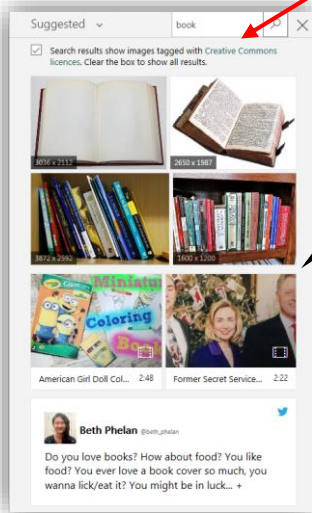 Suggested
book
Search results show images tagged with Creative Commons
licences. Clear the box to show all results.
3036 x 2112
2650 x 1987
3872 x 2592
1600 x 1200
Miniature
Coloring
Book
Crayola
American Girl Doll Col... 2:48
Former Secret Service... 2:22
Beth Phelan @beth_phelan
Do you love books? How about food? You like
food? You ever love a book cover so much, you
wanna lick/eat it? You might be in luck... +